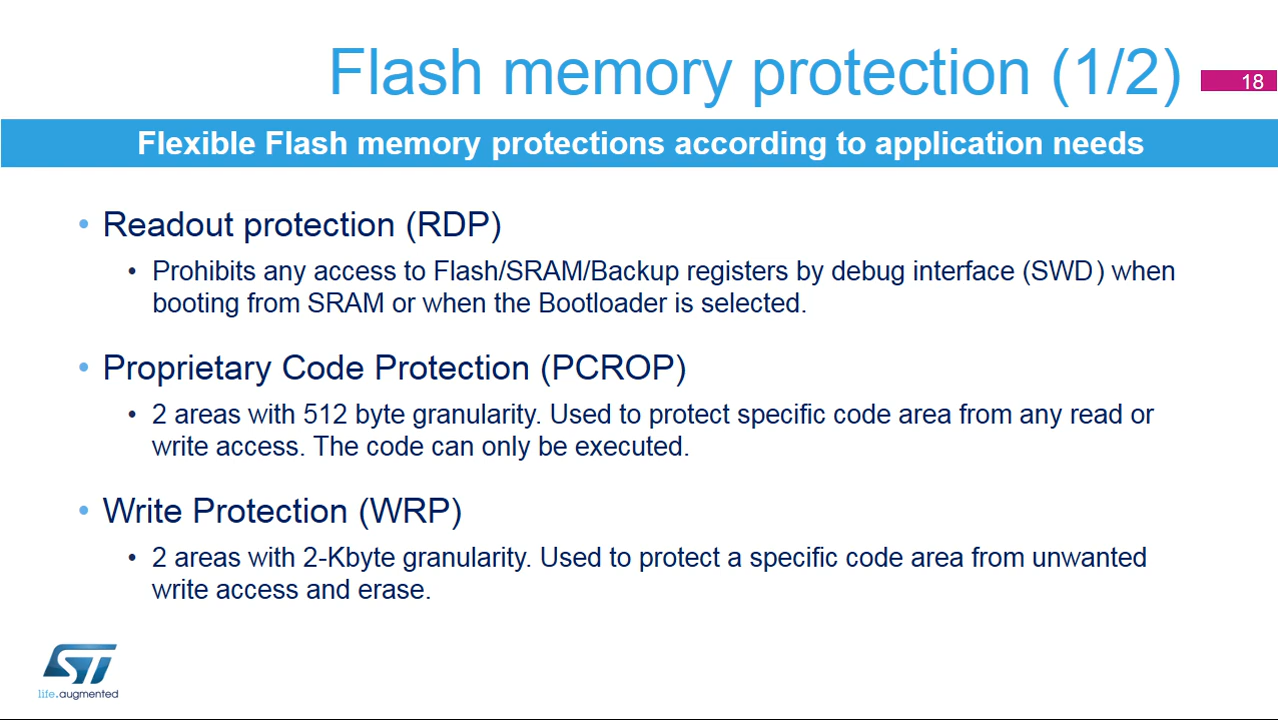 Flash memory protection (1/2)
18
Flexible Flash memory protections according to application needs
• Readout protection (RDP)
• Prohibits any access to Flash/SRAM/Backup registers by debug interface (SWD) when
booting from SRAM or when the Bootloader is selected.
• Proprietary Code Protection (PCROP)
• 2 areas with 512 byte granularity. Used to protect specific code area from any read or
write access. The code can only be executed.
• Write Protection (WRP)
• 2 areas with 2-Kbyte granularity. Used to protect a specific code area from unwanted
write access and erase.
ST
life.augmented